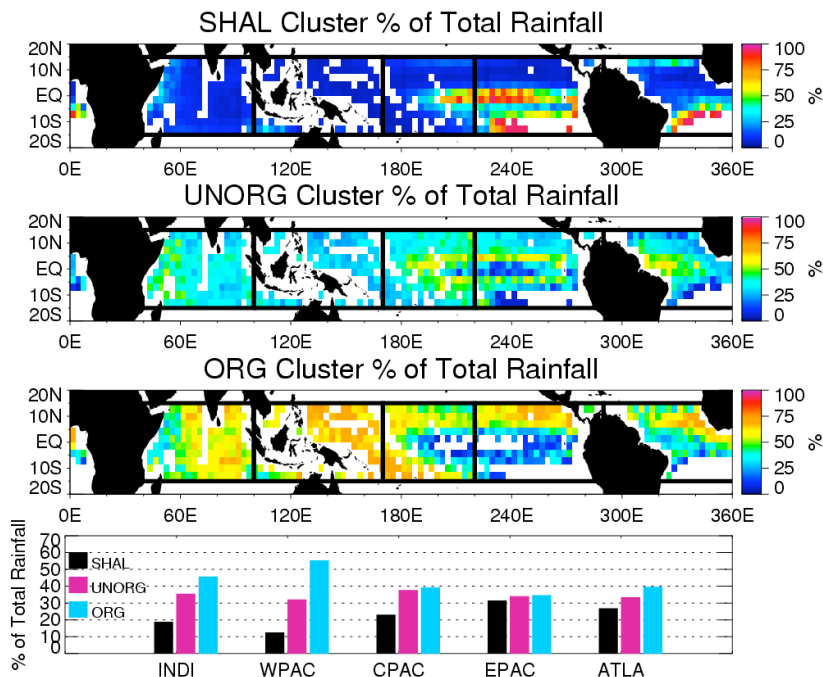 SHAL Cluster % of Total Rainfall
20N
10N
EQ
10S
20S
0E 60E 120E 180E 240E 300E 360E
100
75
50
25
0
%
UNORG Cluster % of Total Rainfall
20N
10N
EQ
10S
20S
0E 60E 120E 180E 240E 300E 360E
100
75
50
25
0
%
ORG Cluster % of Total Rainfall
20N
10N
EQ
10S
20S
0E 60E 120E 180E 240E 300E 360E
100
75
50
25
0
%
% of Total Rainfall
70
60
50
40
30
20
10
0
SHAL
UNORG
ORG
INDI WPAC CPAC EPAC ATLA